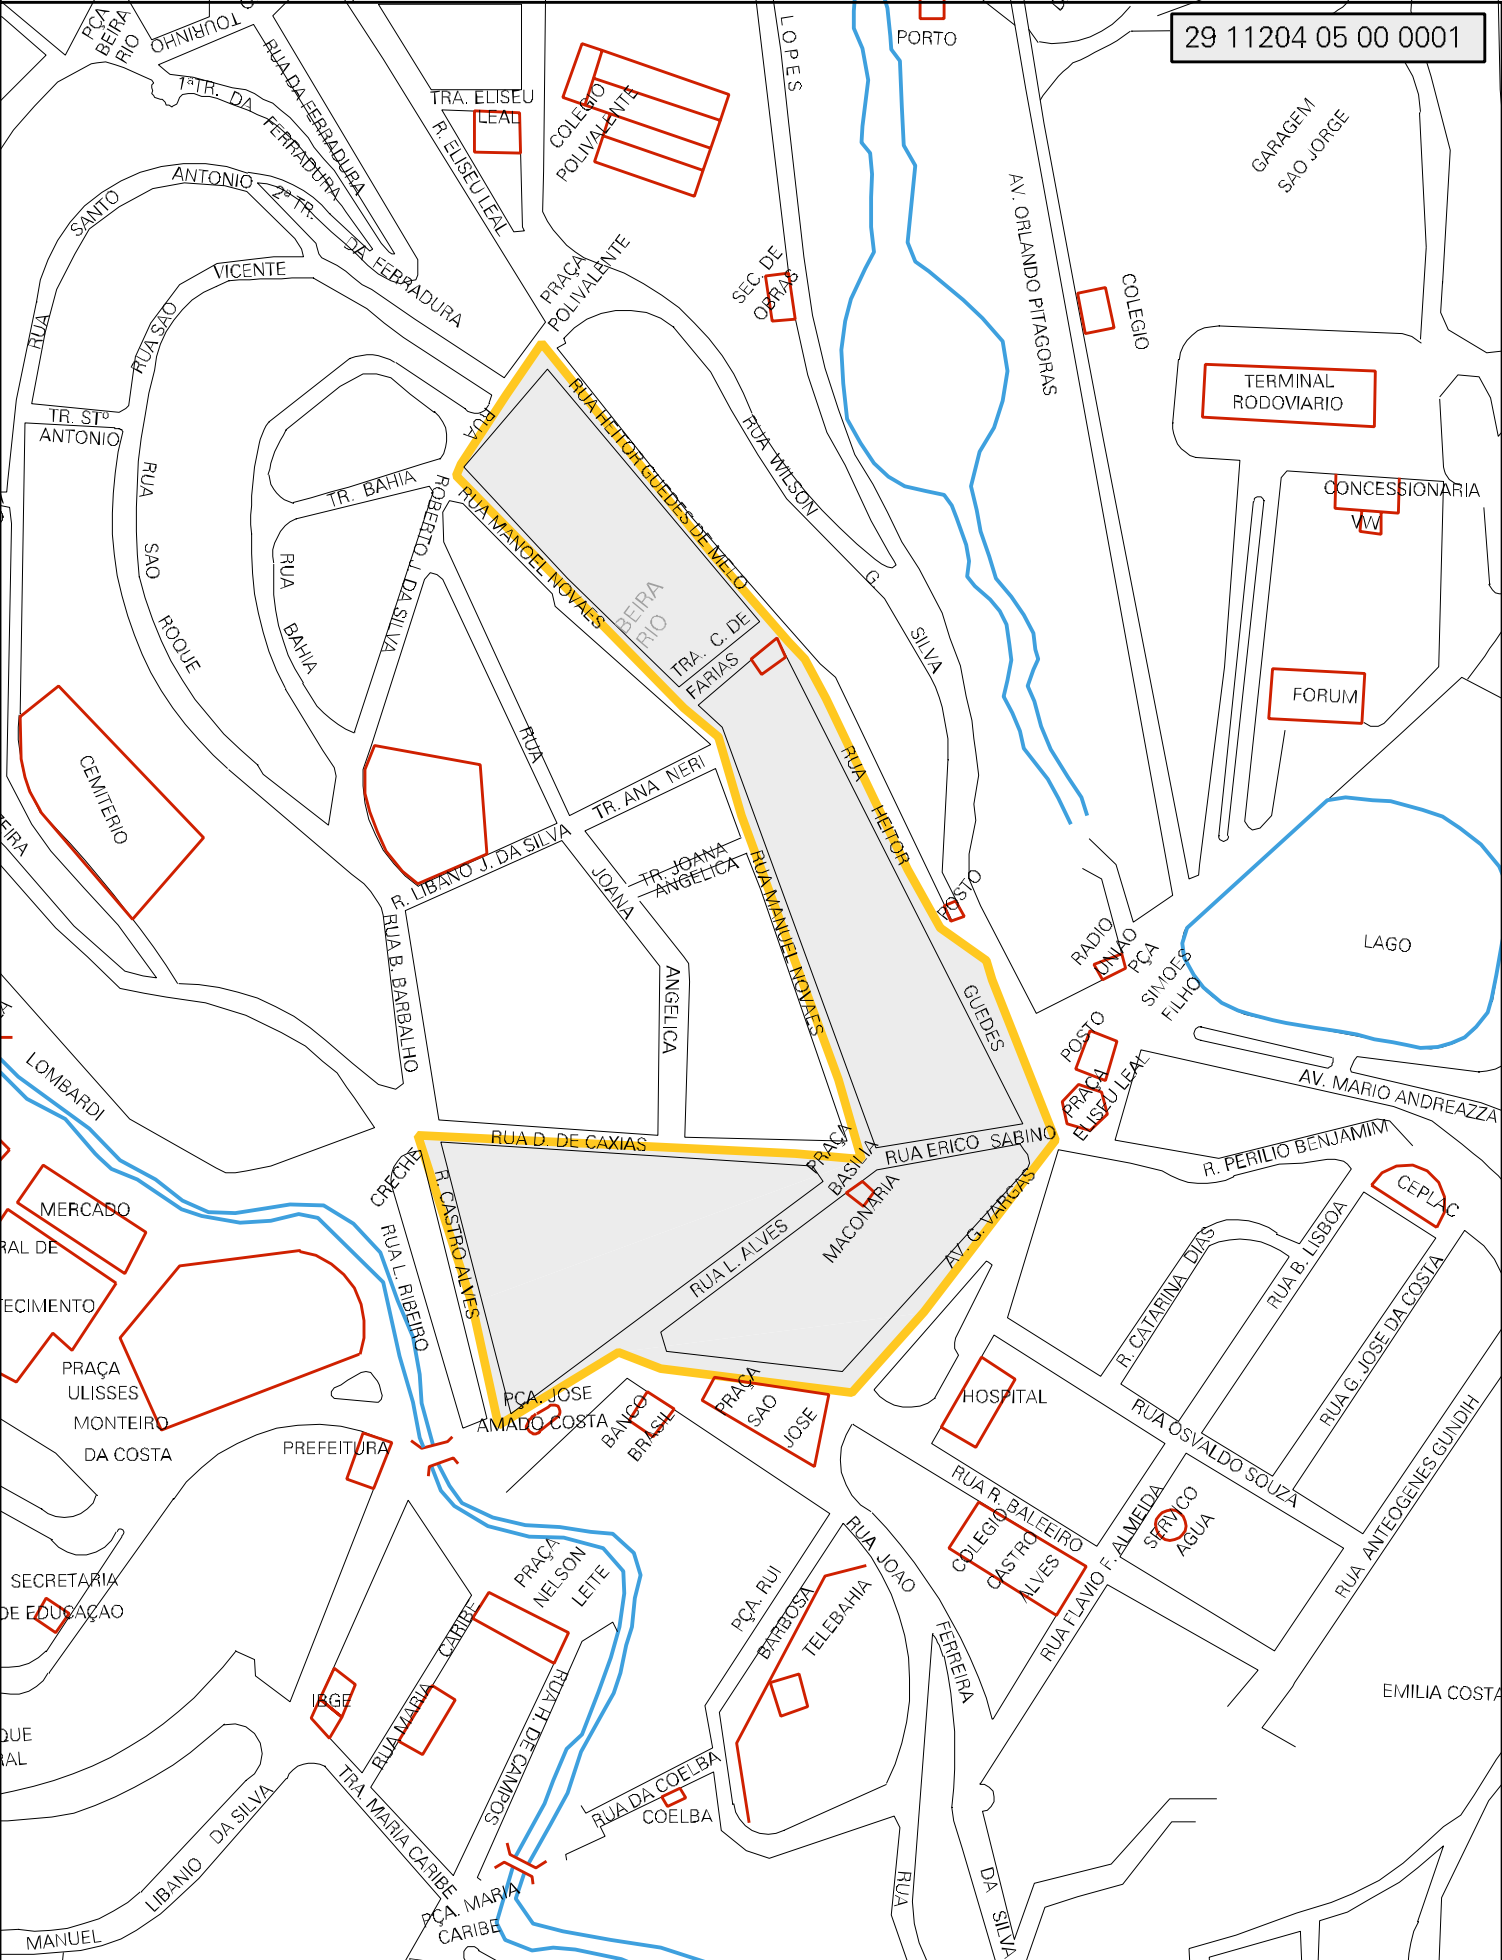 29 11204 05 00 0001
PÇA
BEIRA
RIO
TOURINHO
RUA DA FERRADURA
1ªTR. DA
FERRADURA
TRA. ELISEU
LEAL
R. ELISEU LEAL
COLEGIO
POLIVALENTE
LOPES
PORTO
GARAGEM
SAO JORGE
RUA
SANTO
ANTONIO
2ª TR.
DA FERRADURA
VICENTE
RUA SAO
PRAÇA
POLIVALENTE
SEC. DE
OBRAS
AV. ORLANDO PITAGORAS
COLEGIO
TERMINAL
RODOVIARIO
CONCESSIONARIA
VW
TR. STº
ANTONIO
RUA
SAO
ROQUE
TR. BAHIA
RUA
BAHIA
RUA
ROBERTO J. DA SILVA
RUA HEITOR GUEDES DE MELO
RUA MANOEL NOVAES
RUA WILSON
G
SILVA
BEIRA
RIO
TRA. C. DE
FARIAS
FORUM
CEMITERIO
RUA
JOANA
ANGELICA
TR. ANA NERI
R. LIBANO J. DA SILVA
TR. JOANA
ANGELICA
RUA MANUEL NOVAES
RUA
HEITOR
GUEDES
POSTO
RADIO
UNIAO
PÇA
SIMOES
FILHO
LAGO
EIRA
RUA B. BARBALHO
LOMBARDI
POSTO
PRAÇA
ELISEU LEAL
AV. MARIO ANDREAZZA
R. PERILIO BENJAMIM
CEPLAC
RUA D. DE CAXIAS
PRAÇA
BASILIA
RUA ERICO SABINO
MACONARIA
CRECHE
R. CASTRO ALVES
RUA L. RIBEIRO
RUA L. ALVES
AV. G. VARGAS
MERCADO
RAL DE
TECIMENTO
R. CATARINA DIAS
RUA B. LISBOA
RUA G. JOSE DA COSTA
RUA ANTEOGENES GUNDIH
PRAÇA
ULISSES
MONTEIRO
DA COSTA
PREFEITURA
PÇA. JOSE
AMADO COSTA
BANCO
BRASIL
PRAÇA
SAO
JOSE
HOSPITAL
RUA OSVALDO SOUZA
RUA R. BALEEIRO
COLEGIO
CASTRO
ALVES
RUA FLAVIO F. ALMEIDA
SERVICO
AGUA
SECRETARIA
DE EDUCAÇAO
PRAÇA
NELSON
LEITE
RUA JOAO
FERREIRA
DA SILVA
PÇA. RUI
BARBOSA
TELEBAHIA
IBGE
RUA MARIA
CARIBE
RUA H. DE CAMPOS
EMILIA COSTA
QUE
RAL
TRA. MARIA CARIBE
RUA DA COELBA
COELBA
RUA
MANUEL
LIBANIO
DA SILVA
PÇA. MARIA
CARIBE